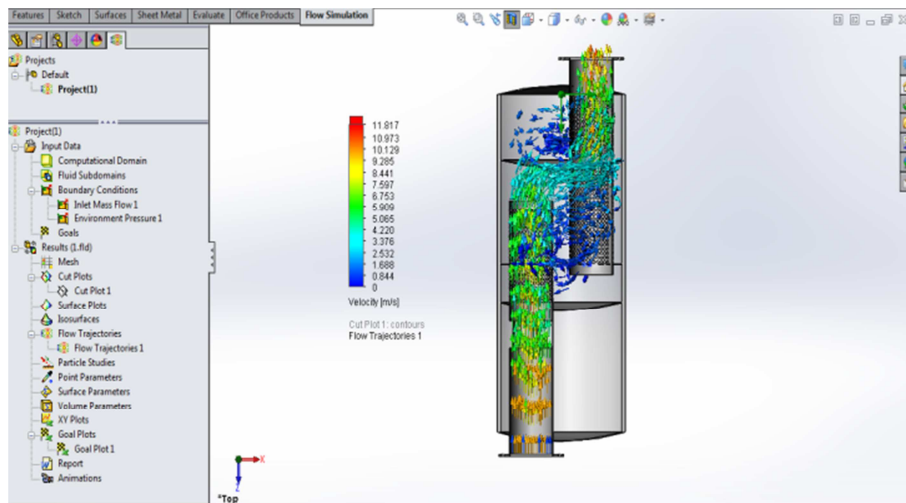 Features Sketch Surfaces Sheet Metal Evaluate Office Products Flow Simulation
Projects
Default
Project(1)
Project(1)
Input Data
Computational Domain
Fluid Subdomains
Boundary Conditions
Inlet Mass Flow 1
Environment Pressure 1
Goals
Results (1.fld)
Mesh
Cut Plots
Cut Plot 1
Surface Plots
Isosurfaces
Flow Trajectories
Flow Trajectories 1
Particle Studies
Point Parameters
Surface Parameters
Volume Parameters
XY Plots
Goal Plots
Goal Plot 1
Report
Animations
11.817
10.973
10.129
9.285
8.441
7.597
6.753
5.909
5.065
4.220
3.376
2.532
1.688
0.844
0
Velocity [m/s]
Cut Plot 1: contours
Flow Trajectories 1
X
Z
*Top